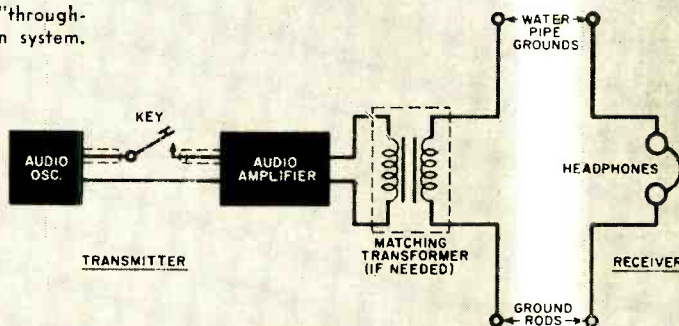 "through-
n system.
WATER
PIPE
GROUNDS
KEY
AUDIO
OSC.
AUDIO
AMPLIFIER
HEADPHONES
MATCHING
TRANSFORMER
(IF NEEDED)
TRANSMITTER
RECEIVER
GROUND
RODS